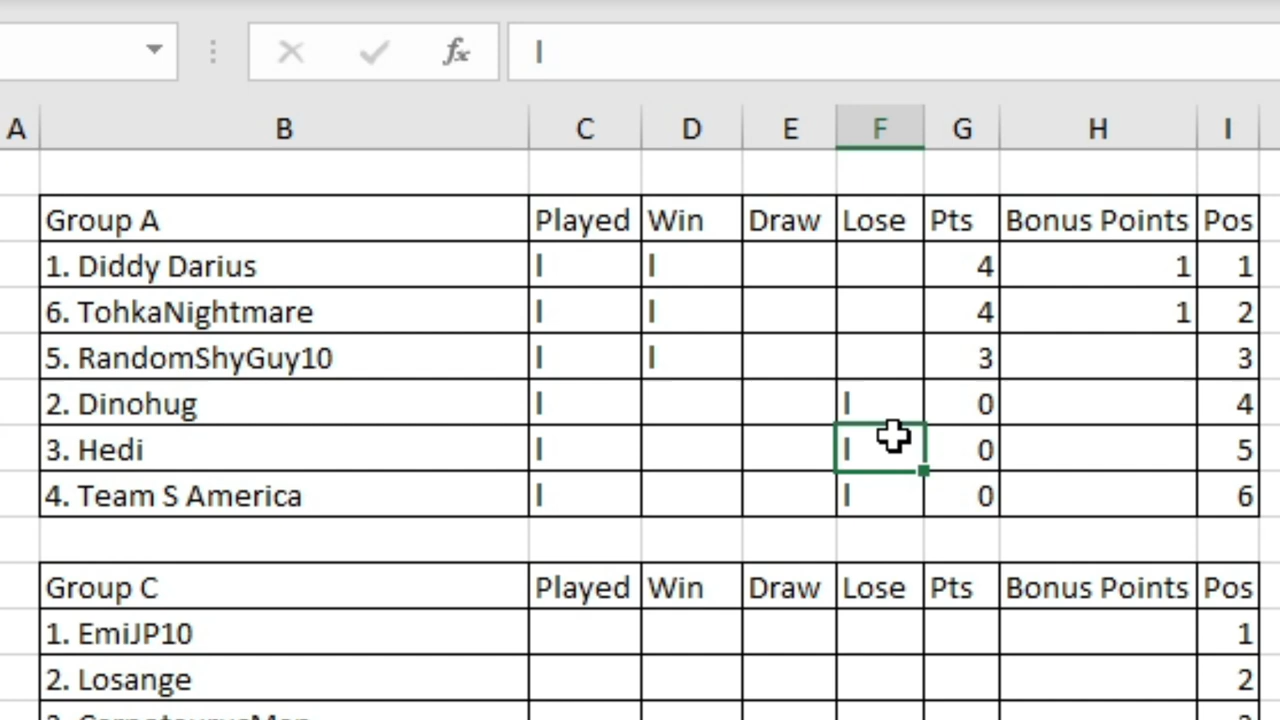 fx I
A B C D E F G H I
Group A Played Win Draw Lose Pts Bonus Points Pos
1. Diddy Darius I I 4 1 1
6. TohkaNightmare I I 4 1 2
5. RandomShyGuy10 I I 3 3
2. Dinohug I I 0 4
3. Hedi I I 0 5
4. Team S America I I 0 6
Group C Played Win Draw Lose Pts Bonus Points Pos
1. EmiJP10 1
2. Losange 2